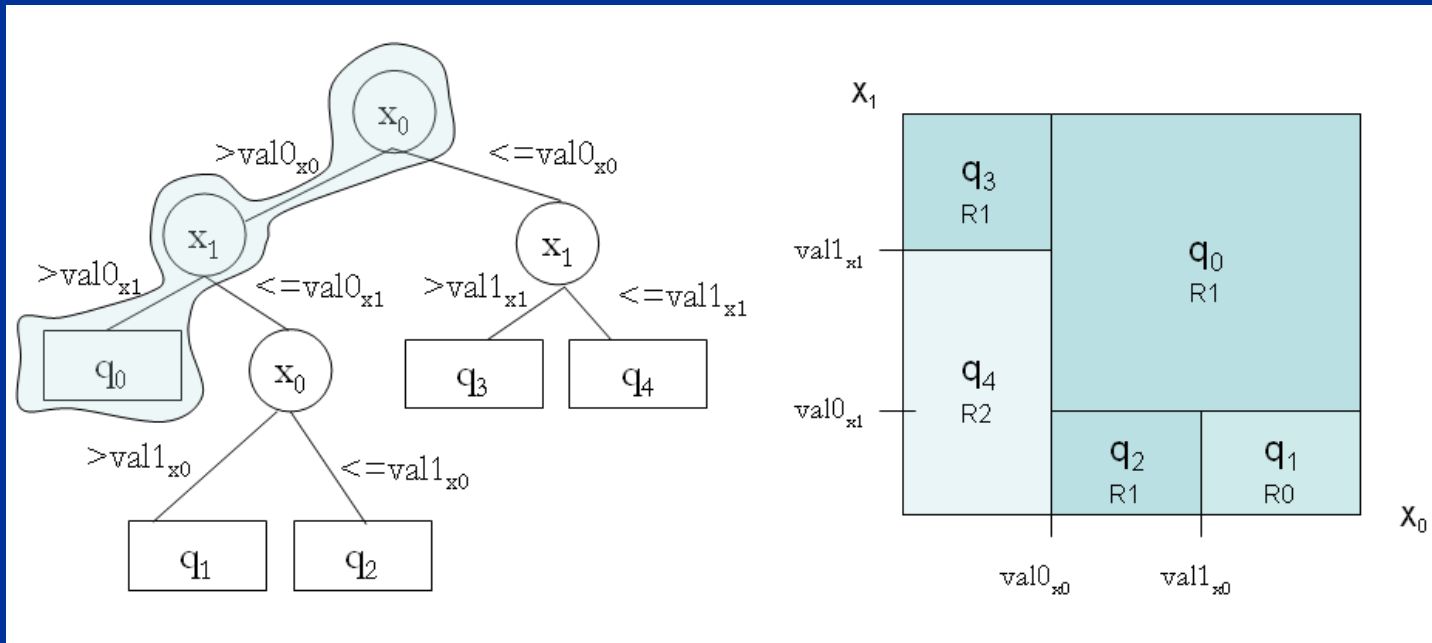 x₀
>val0ₓ₀
<=val0ₓ₀
x₁
x₁
>val0ₓ₁
<=val0ₓ₁
>val1ₓ₁
<=val1ₓ₁
q₀
x₀
q₃
q₄
>val1ₓ₀
<=val1ₓ₀
q₁
q₂
X₁
q₃
R1
q₀
R1
val1ₓ₁
q₄
R2
val0ₓ₁
q₂
R1
q₁
R0
X₀
val0ₓ₀
val1ₓ₀